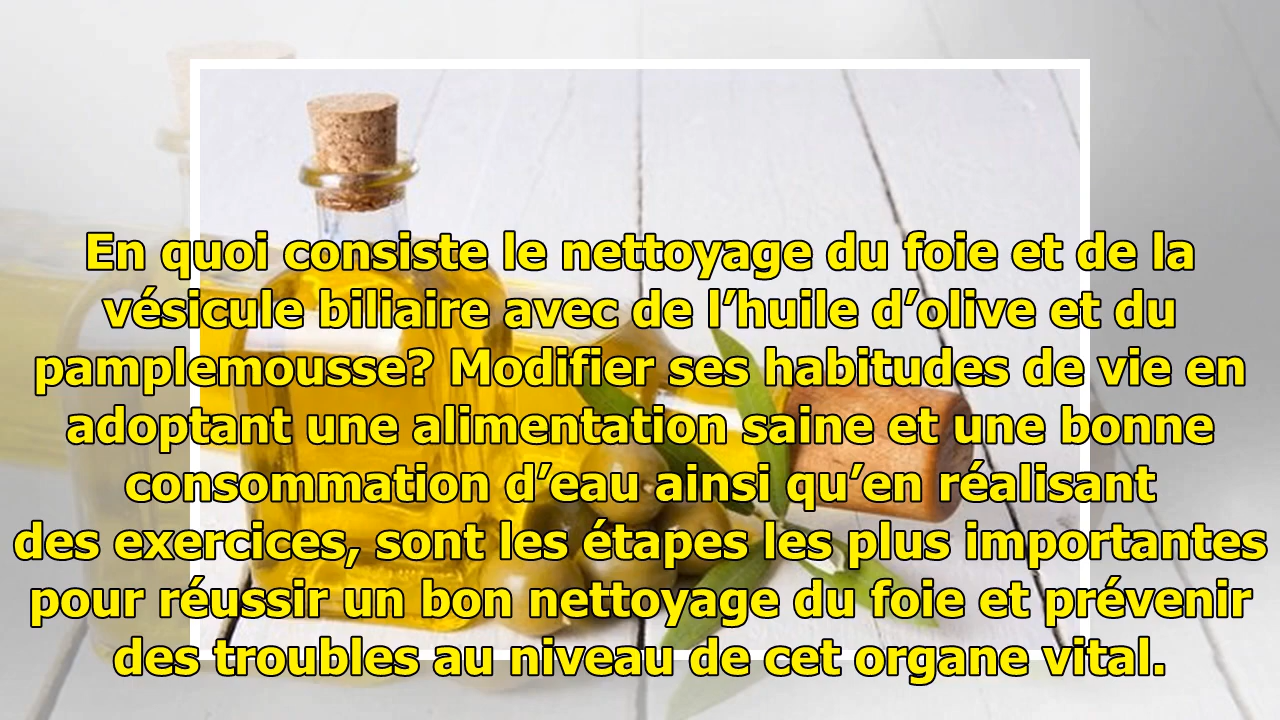 En quoi consiste le nettoyage du foie et de la
vésicule biliaire avec de l’huile d’olive et du
pamplemousse? Modifier ses habitudes de vie en
adoptant une alimentation saine et une bonne
consommation d’eau ainsi qu’en réalisant
des exercices, sont les étapes les plus importantes
pour réussir un bon nettoyage du foie et prévenir
des troubles au niveau de cet organe vital.